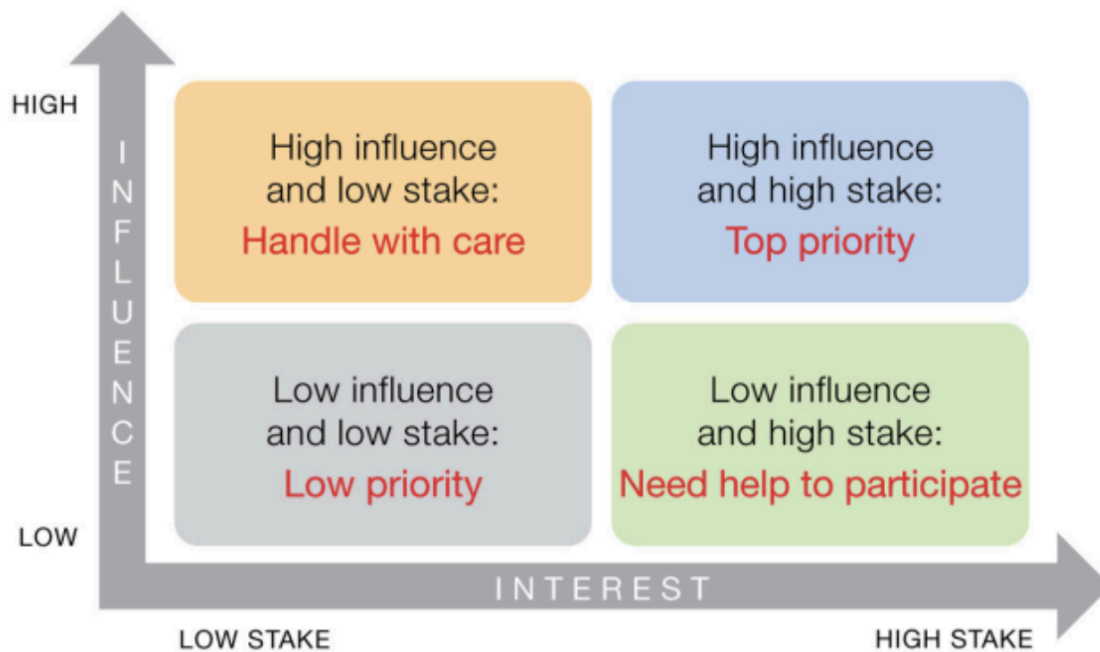 HIGH
INFLUENCE
High influence
and low stake:
Handle with care
High influence
and high stake:
Top priority
Low influence
and low stake:
Low priority
Low influence
and high stake:
Need help to participate
LOW
INTEREST
LOW STAKE
HIGH STAKE